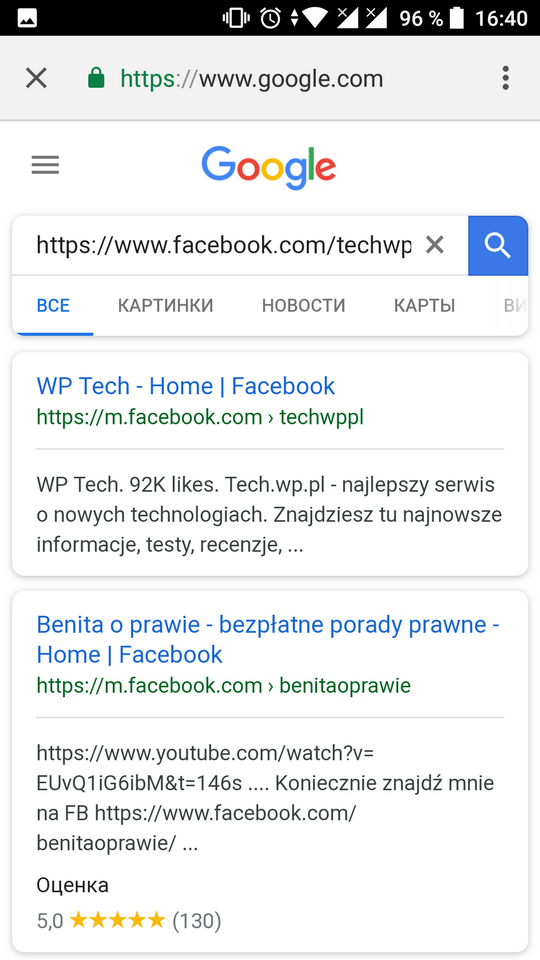 96 % 16:40
https://www.google.com
Google
https://www.facebook.com/techwp
ВСЕ КАРТИНКИ НОВОСТИ КАРТЫ ВИ
WP Tech - Home | Facebook
https://m.facebook.com › techwppl
WP Tech. 92K likes. Tech.wp.pl - najlepszy serwis
o nowych technologiach. Znajdziesz tu najnowsze
informacje, testy, recenzje, ...
Benita o prawie - bezpłatne porady prawne -
Home | Facebook
https://m.facebook.com › benitaoprawie
https://www.youtube.com/watch?v=
EUvQ1iG6ibM&t=146s .... Koniecznie znajdź mnie
na FB https://www.facebook.com/
benitaoprawie/ ...
Оценка
5,0 ★★★★★ (130)